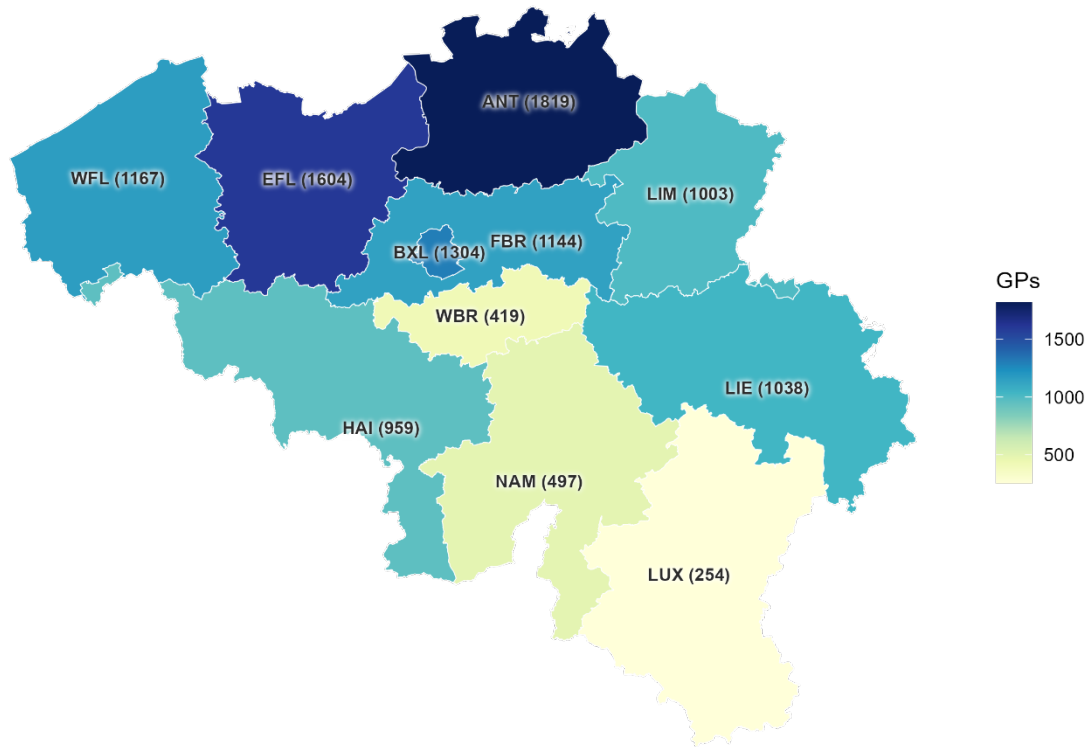 ANT (1819)
WFL (1167)
EFL (1604)
LIM (1003)
FBR (1144)
BXL (1304)
GPs
WBR (419)
1500
LIE (1038)
1000
HAI (959)
500
NAM (497)
LUX (254)